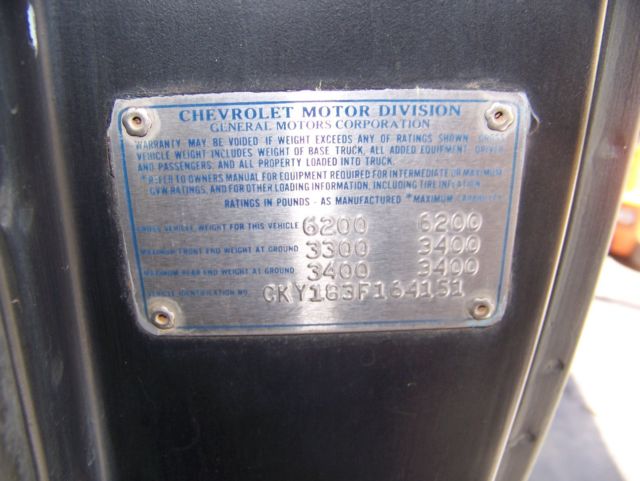 CHEVROLET MOTOR DIVISION
GENERAL MOTORS CORPORATION
WARRANTY MAY BE VOIDED IF WEIGHT EXCEEDS ANY OF RATINGS SHOWN. GROSS
VEHICLE WEIGHT INCLUDES WEIGHT OF BASE TRUCK, ALL ADDED EQUIPMENT, DRIVER
AND PASSENGERS, AND ALL PROPERTY LOADED INTO TRUCK.
*REFER TO OWNERS MANUAL FOR EQUIPMENT REQUIRED FOR INTERMEDIATE OR MAXIMUM
GVW RATINGS, AND FOR OTHER LOADING INFORMATION, INCLUDING TIRE INFLATION.
RATINGS IN POUNDS - AS MANUFACTURED *MAXIMUM CAPACITY
GROSS VEHICLE WEIGHT FOR THIS VEHICLE 6200 6200
MAXIMUM FRONT END WEIGHT AT GROUND 3300 3400
MAXIMUM REAR END WEIGHT AT GROUND 3400 3400
VEHICLE IDENTIFICATION NO. CKY183F164151